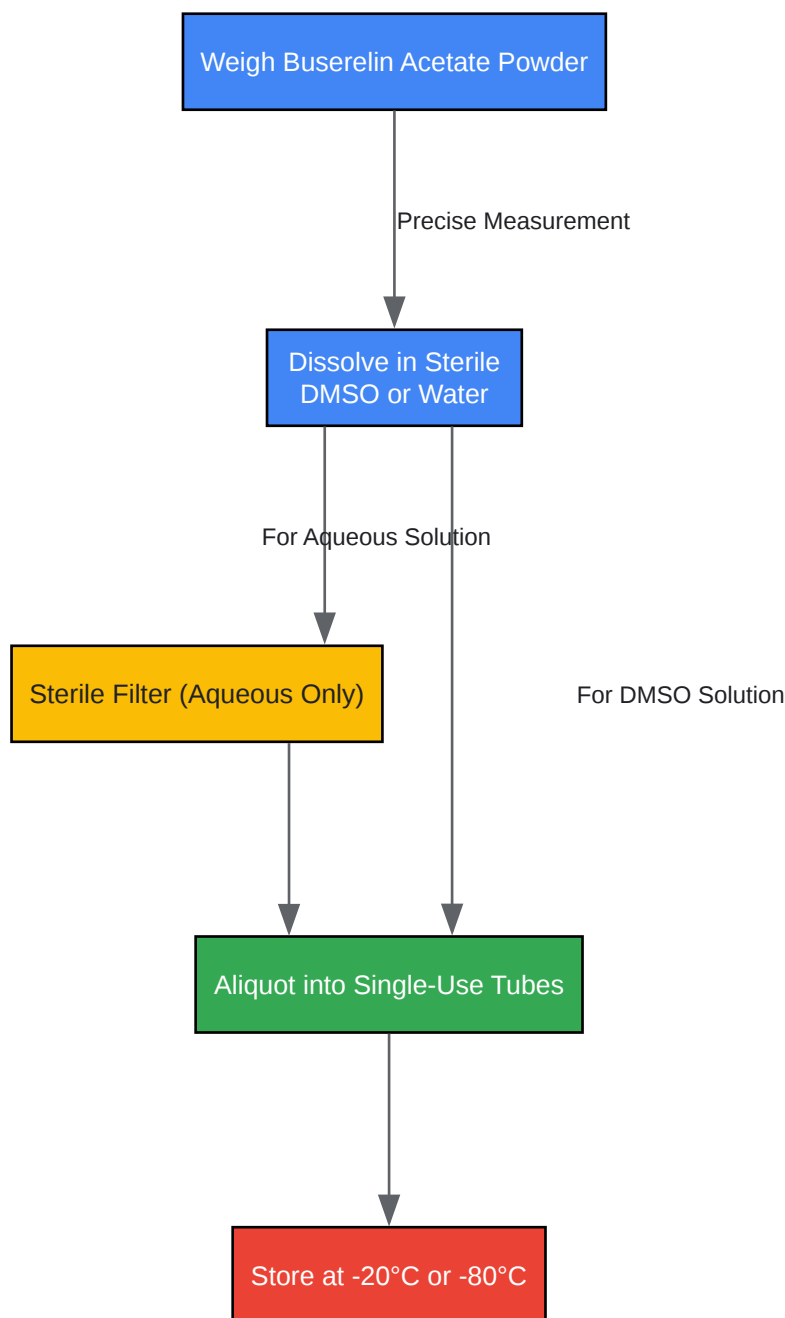 Weigh Buserelin Acetate Powder
Precise Measurement
Dissolve in Sterile
DMSO or Water
For Aqueous Solution
Sterile Filter (Aqueous Only)
For DMSO Solution
Aliquot into Single-Use Tubes
Store at -20°C or -80°C